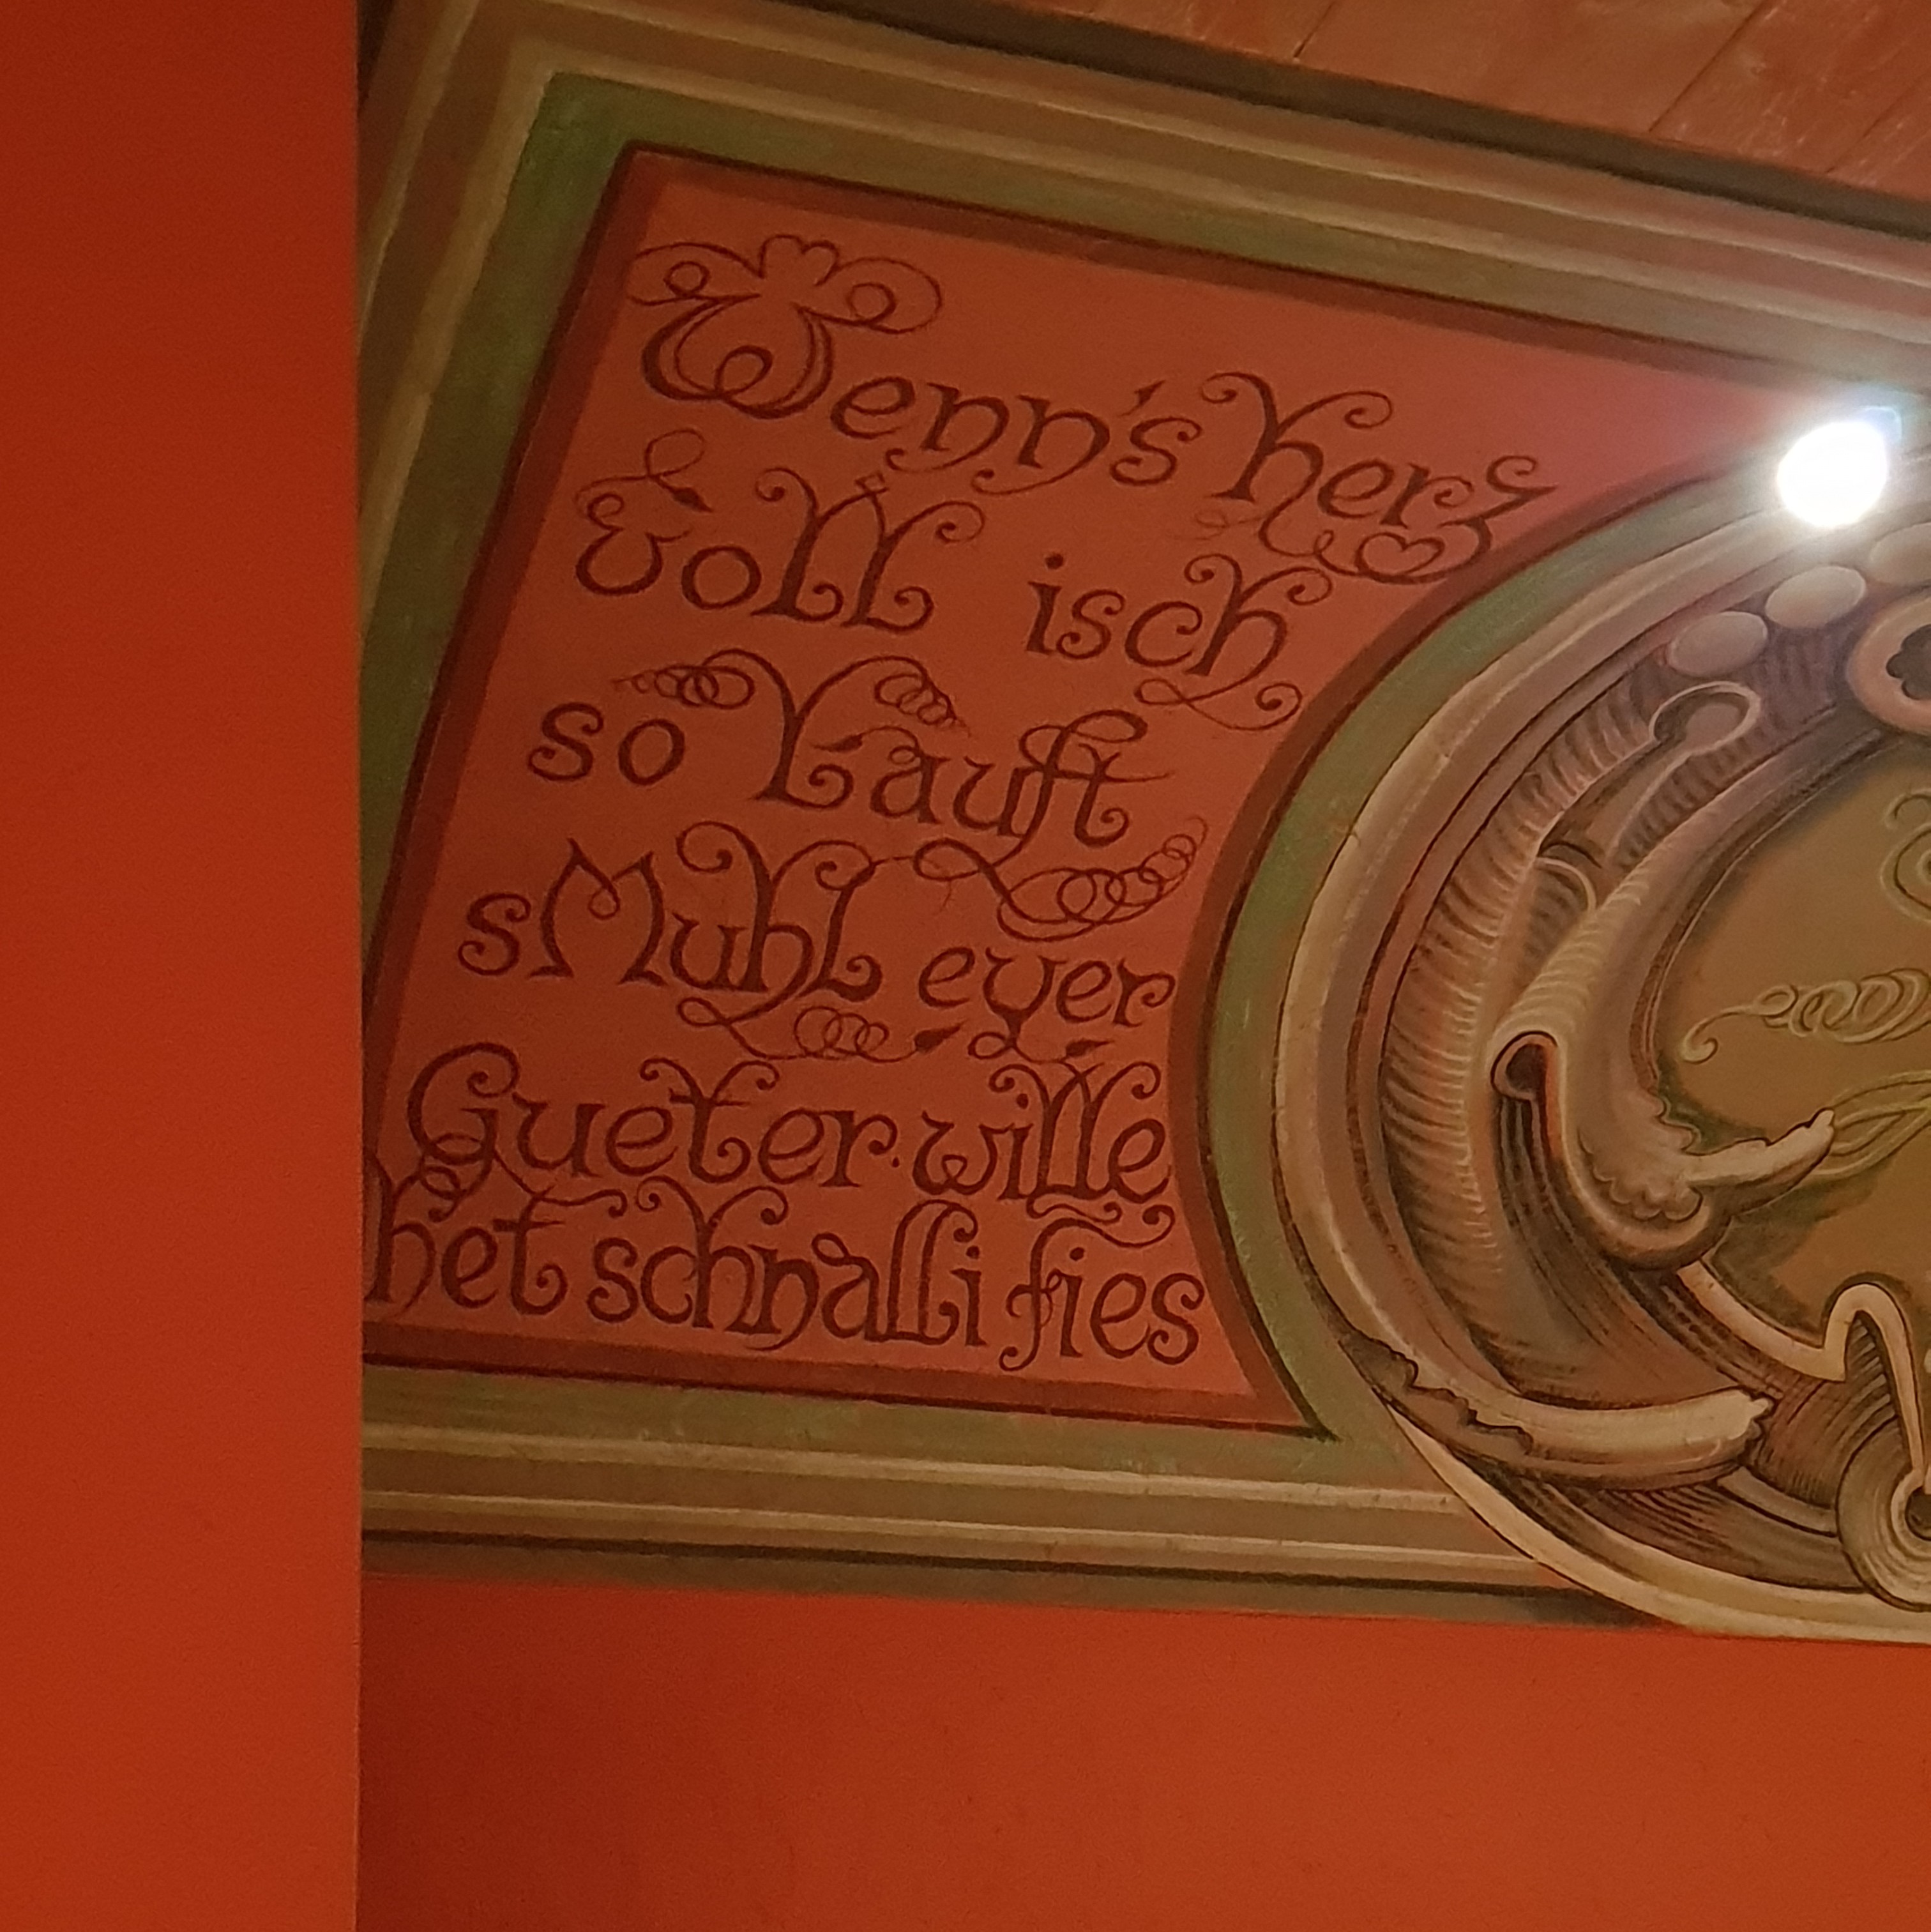 Wenn's herz
voll isch
so lauft
s Muhl eyer
Gueter wille
het schnalli fies